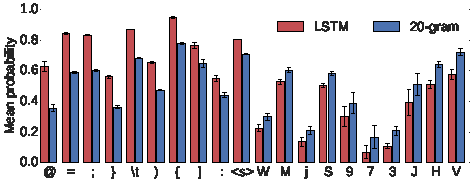 1.0
LSTM
20-gram
0.8
0.6
0.4
0.2
0.0
Mean probability
@ = ; } \t ) { ] : <s> W M j S 9 7 3 J H V